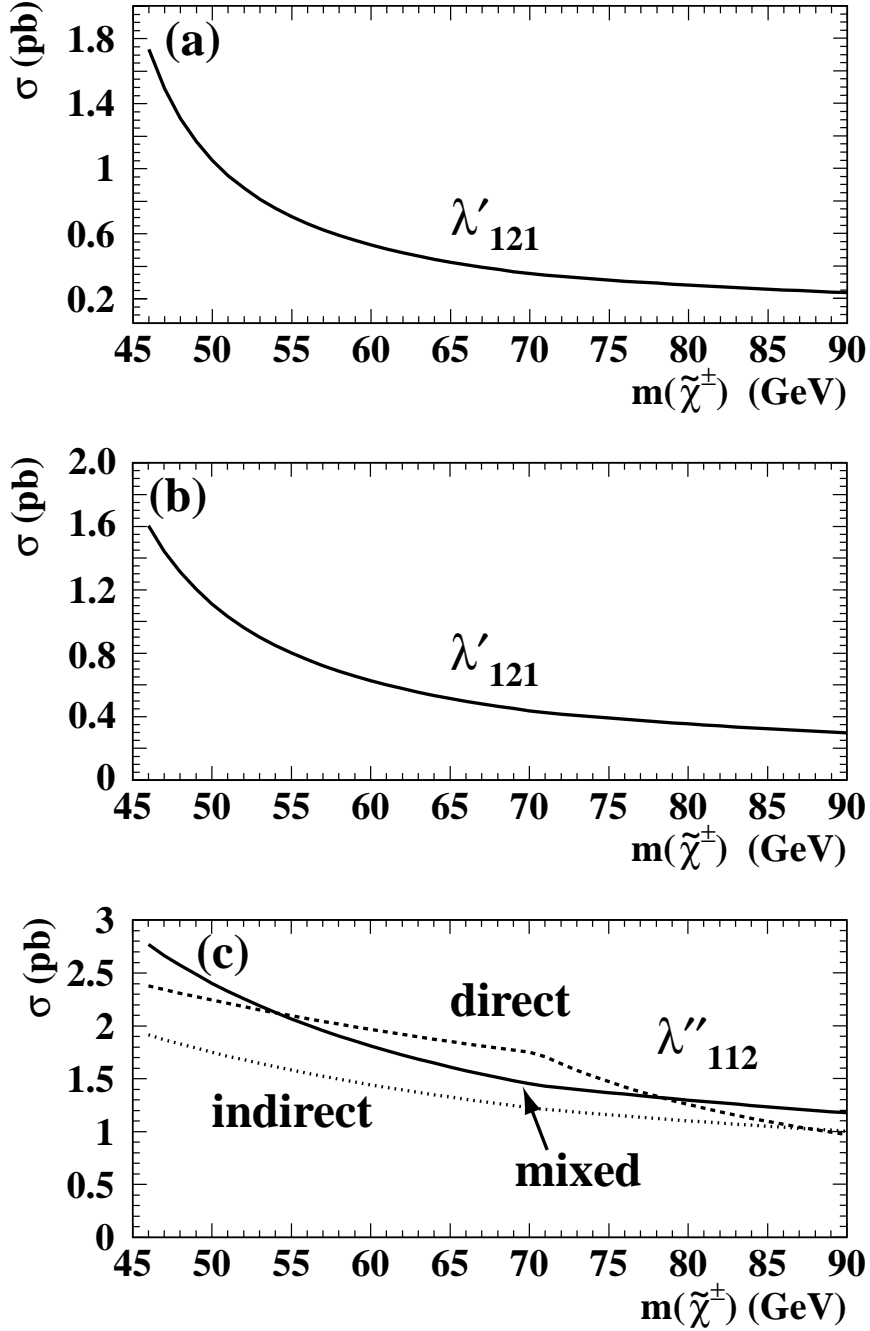 (a)
σ (pb)
1.8
1.4
1
0.6
0.2
λ′121
45 50 55 60 65 70 75 80 85 90
m(χ̃±) (GeV)
(b)
σ (pb)
2.0
1.6
1.2
0.8
0.4
0
λ′121
45 50 55 60 65 70 75 80 85 90
m(χ̃±) (GeV)
(c)
σ (pb)
3
2.5
2
1.5
1
0.5
0
direct
λ″112
indirect
mixed
45 50 55 60 65 70 75 80 85 90
m(χ̃±) (GeV)